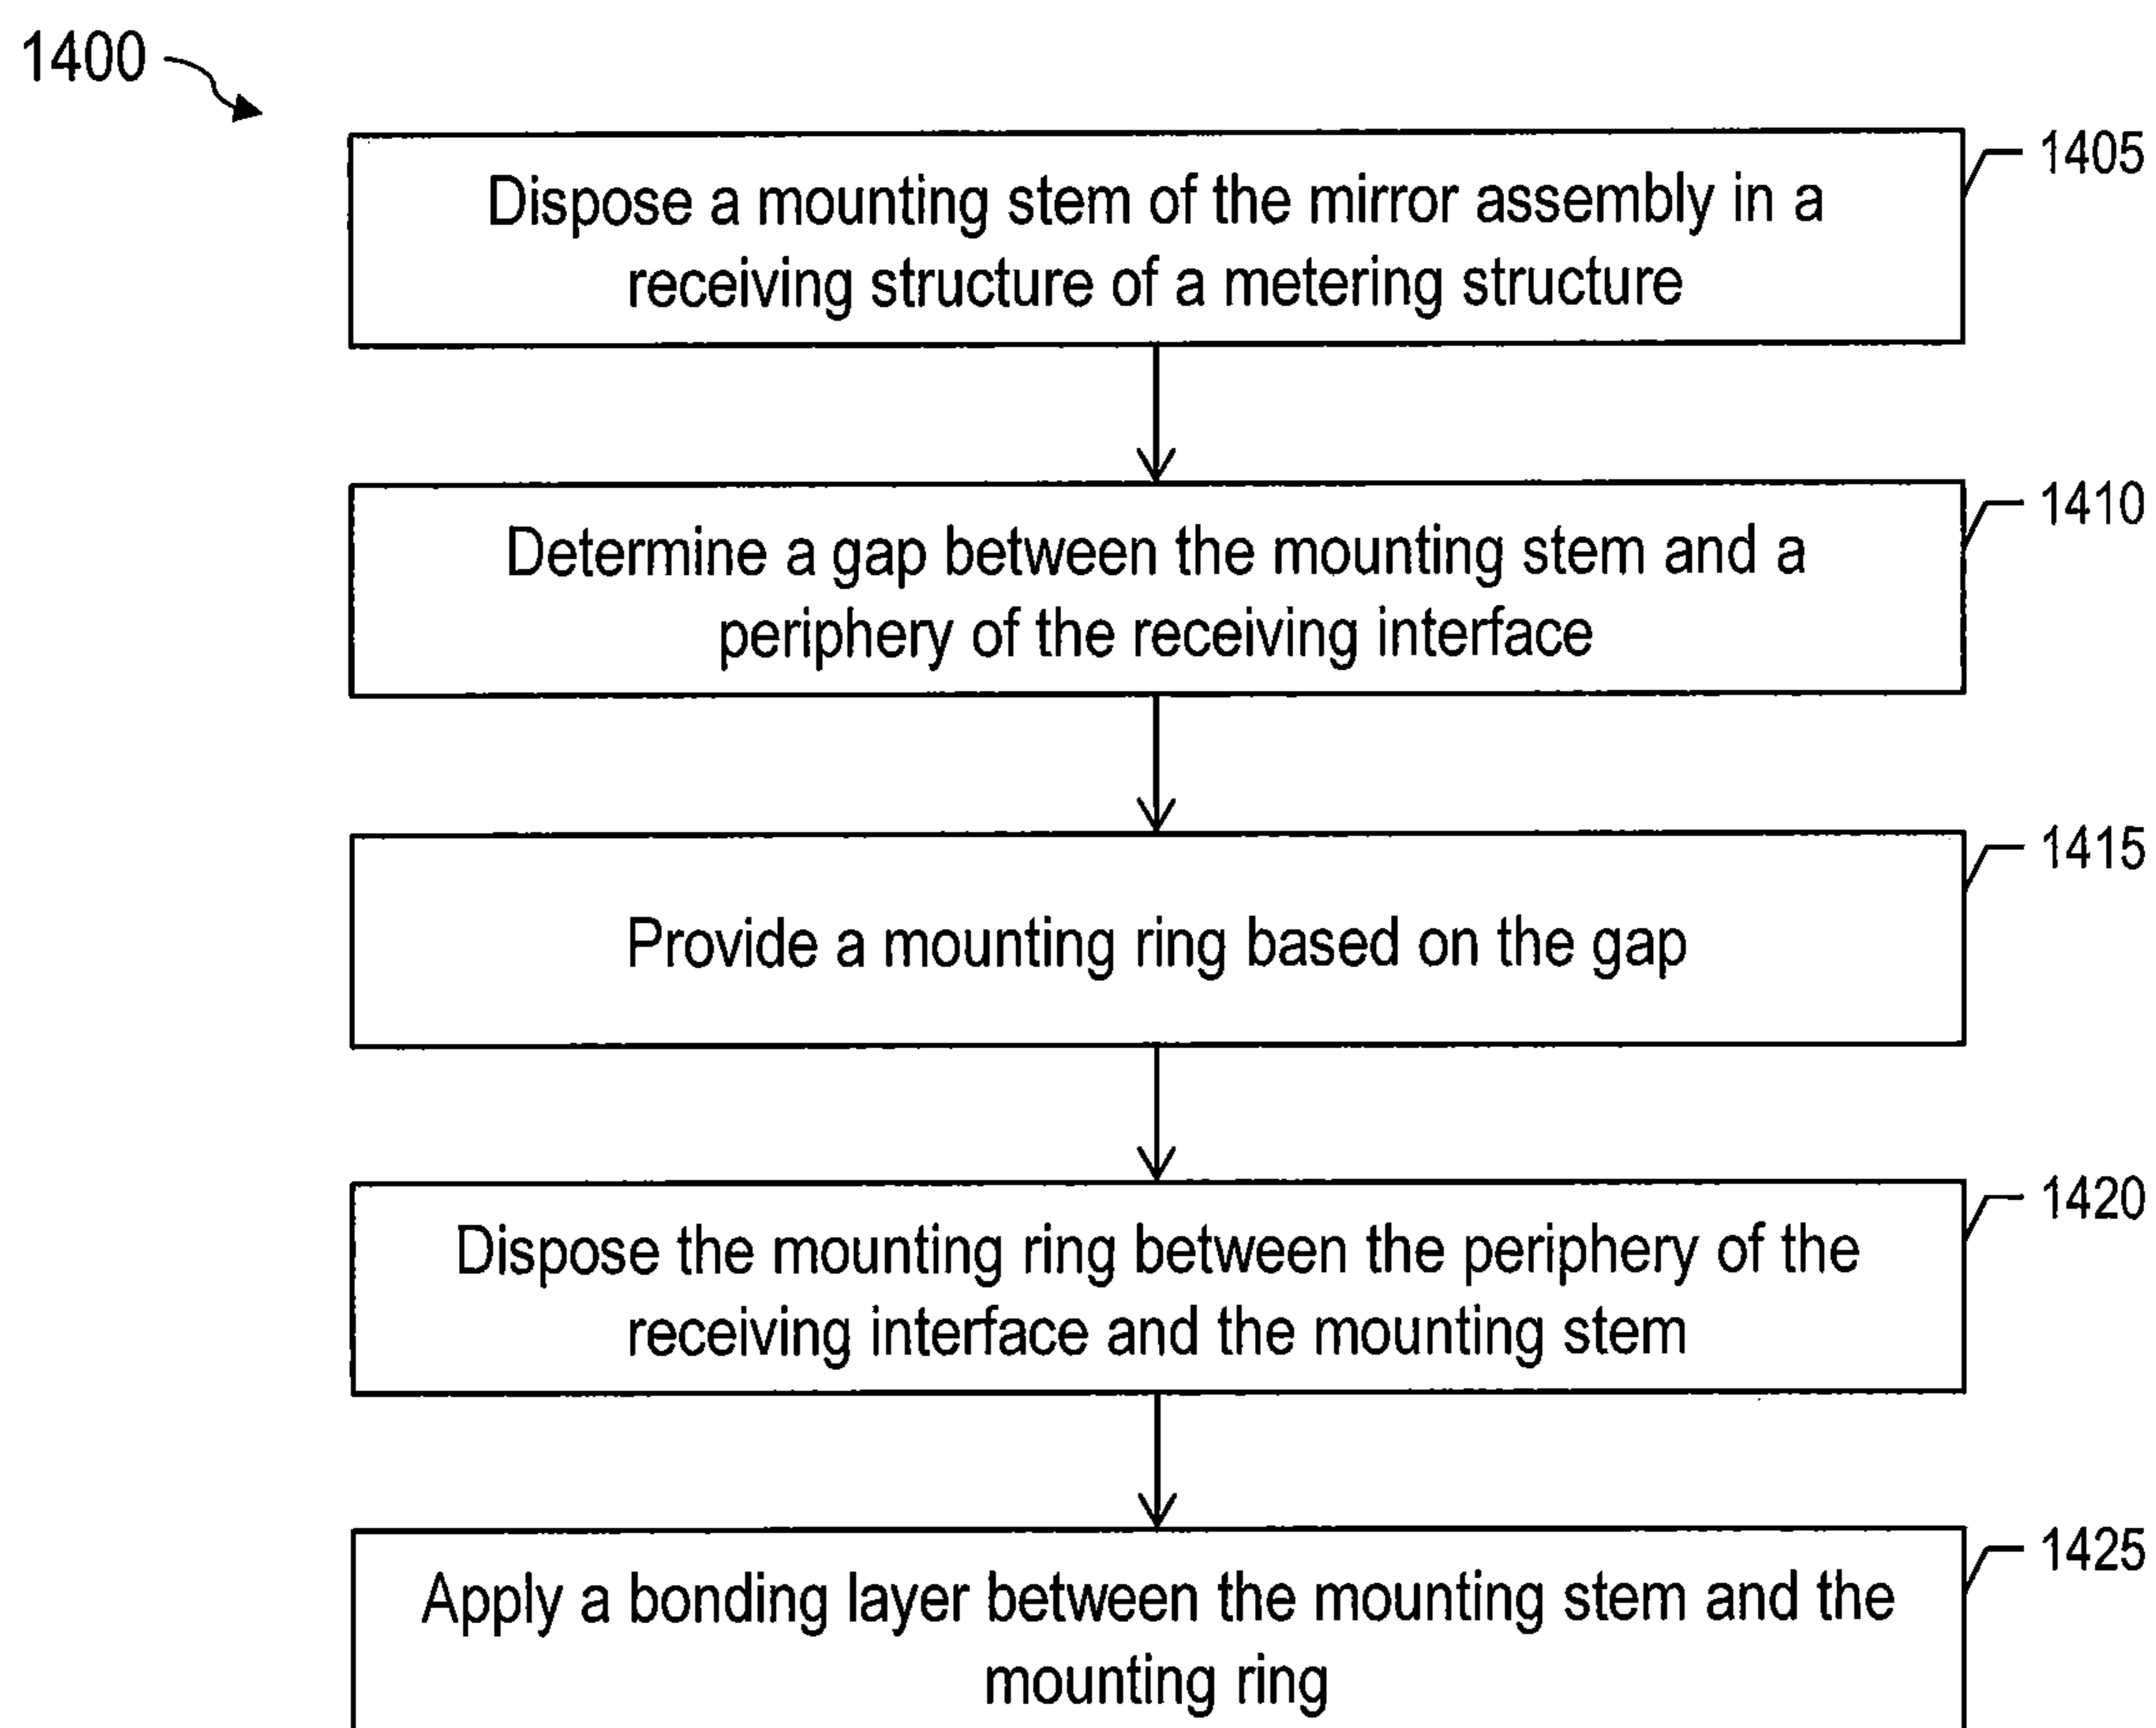 1400
1405
Dispose a mounting stem of the mirror assembly in a
receiving structure of a metering structure
1410
Determine a gap between the mounting stem and a
periphery of the receiving interface
1415
Provide a mounting ring based on the gap
1420
Dispose the mounting ring between the periphery of the
receiving interface and the mounting stem
1425
Apply a bonding layer between the mounting stem and the
mounting ring